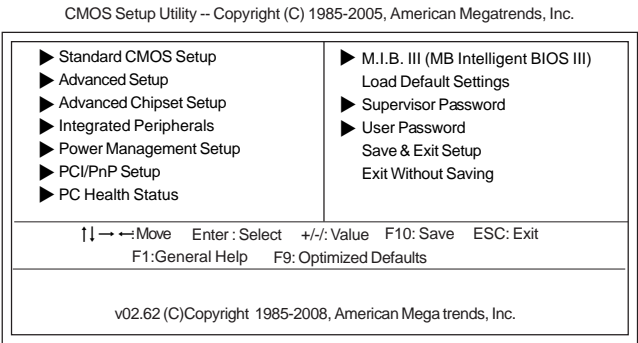 CMOS Setup Utility -- Copyright (C) 1985-2005, American Megatrends, Inc.
▶ Standard CMOS Setup
▶ Advanced Setup
▶ Advanced Chipset Setup
▶ Integrated Peripherals
▶ Power Management Setup
▶ PCI/PnP Setup
▶ PC Health Status
▶ M.I.B. III (MB Intelligent BIOS III)
Load Default Settings
▶ Supervisor Password
▶ User Password
Save & Exit Setup
Exit Without Saving
↑↓→←:Move Enter : Select +/-/: Value F10: Save ESC: Exit
F1:General Help F9: Optimized Defaults
v02.62 (C)Copyright 1985-2008, American Mega trends, Inc.